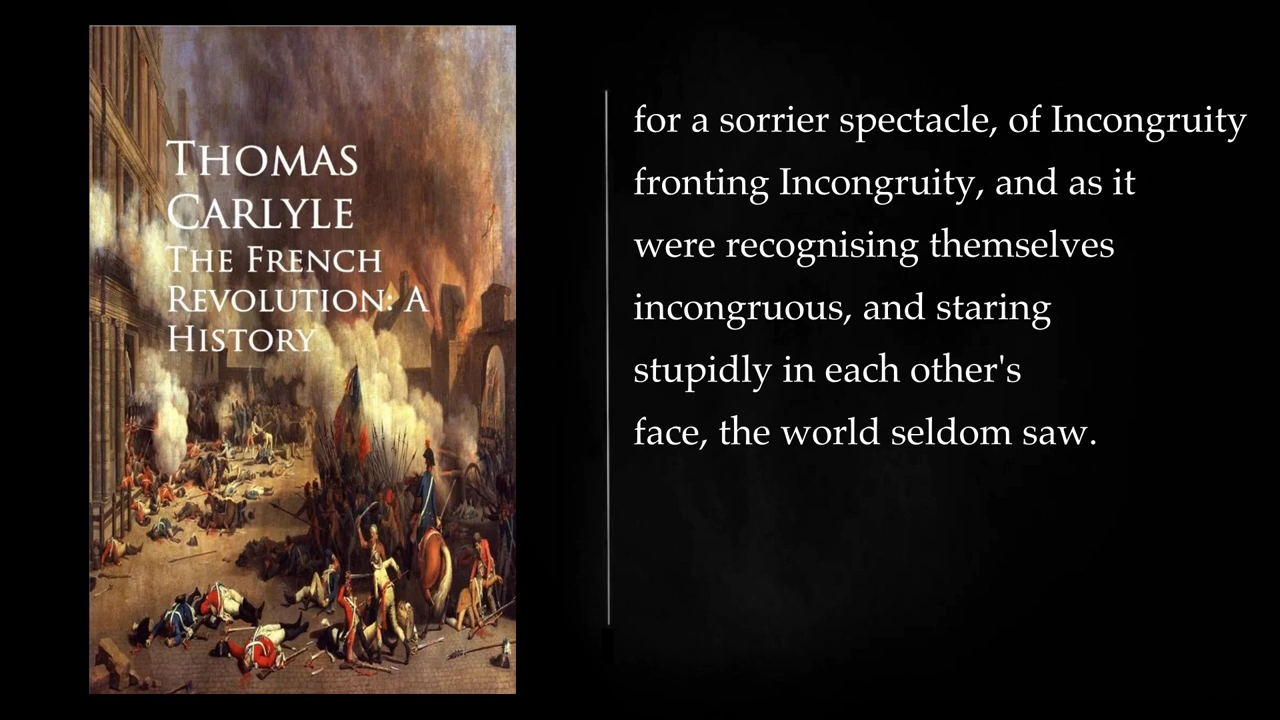 THOMAS
CARLYLE
THE FRENCH
REVOLUTION: A
HISTORY
for a sorrier spectacle, of Incongruity
fronting Incongruity, and as it
were recognising themselves
incongruous, and staring
stupidly in each other's
face, the world seldom saw.